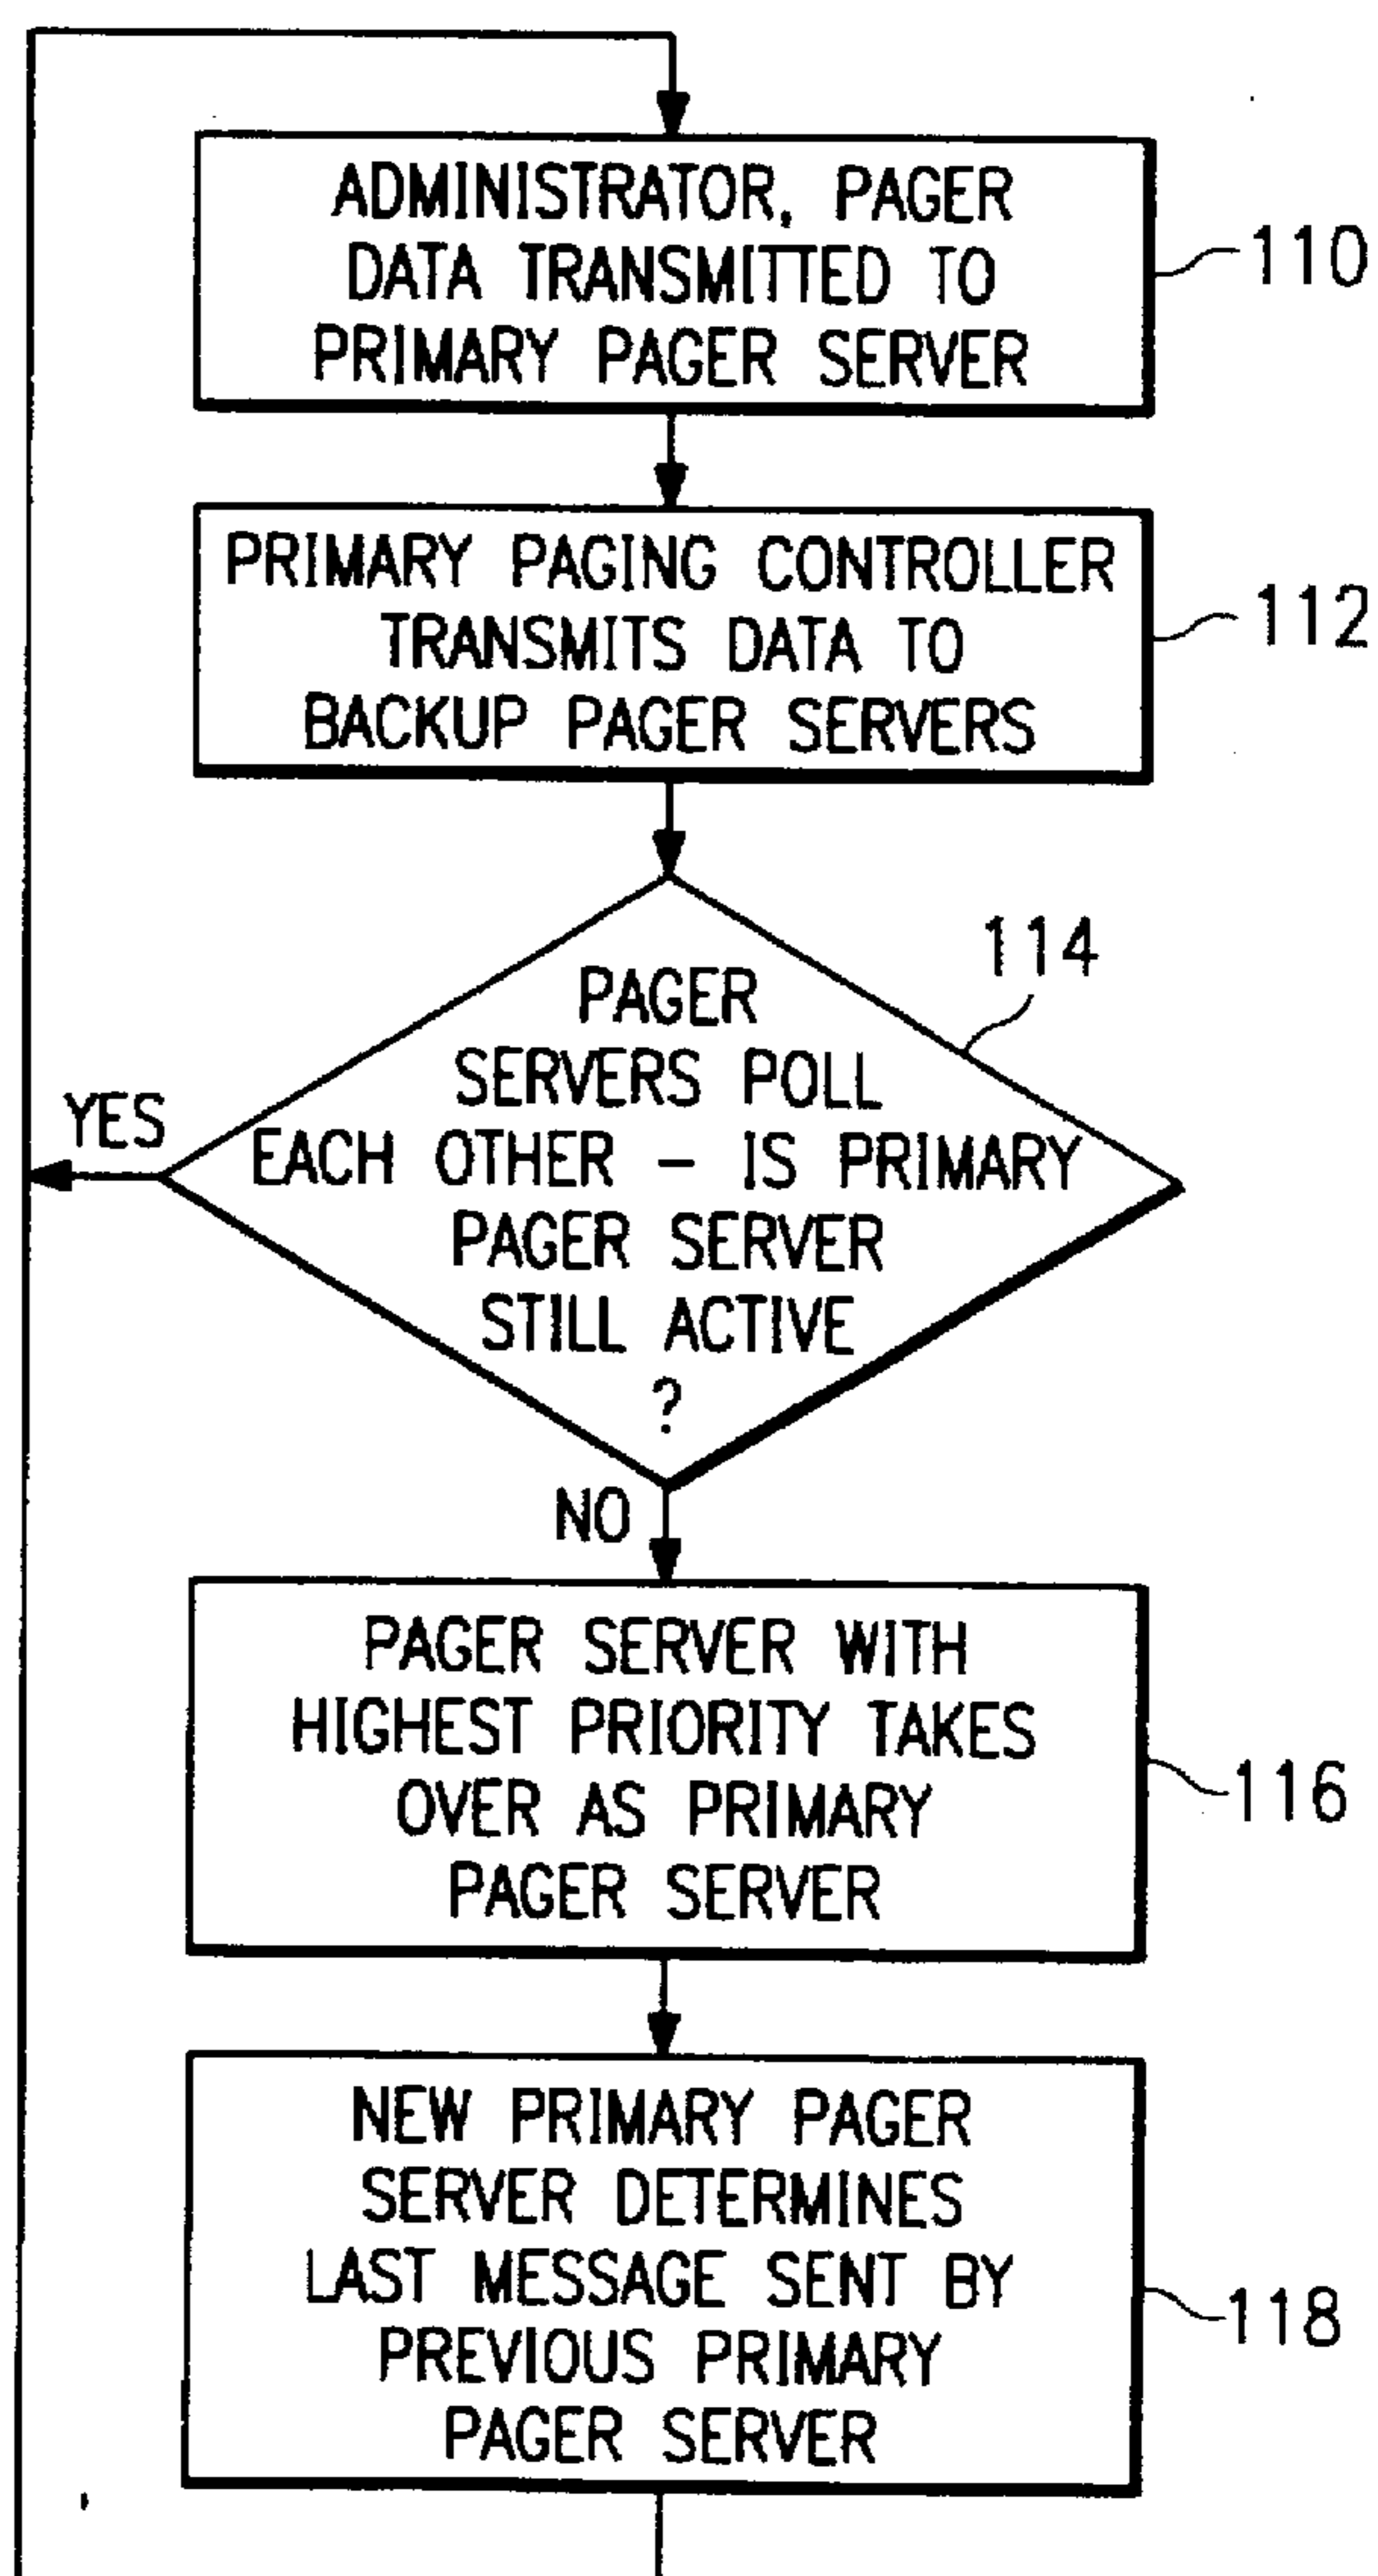 ADMINISTRATOR, PAGER
DATA TRANSMITTED TO
PRIMARY PAGER SERVER
110
PRIMARY PAGING CONTROLLER
TRANSMITS DATA TO
BACKUP PAGER SERVERS
112
114
PAGER
SERVERS POLL
EACH OTHER - IS PRIMARY
PAGER SERVER
STILL ACTIVE
?
YES
NO
PAGER SERVER WITH
HIGHEST PRIORITY TAKES
OVER AS PRIMARY
PAGER SERVER
116
NEW PRIMARY PAGER
SERVER DETERMINES
LAST MESSAGE SENT BY
PREVIOUS PRIMARY
PAGER SERVER
118